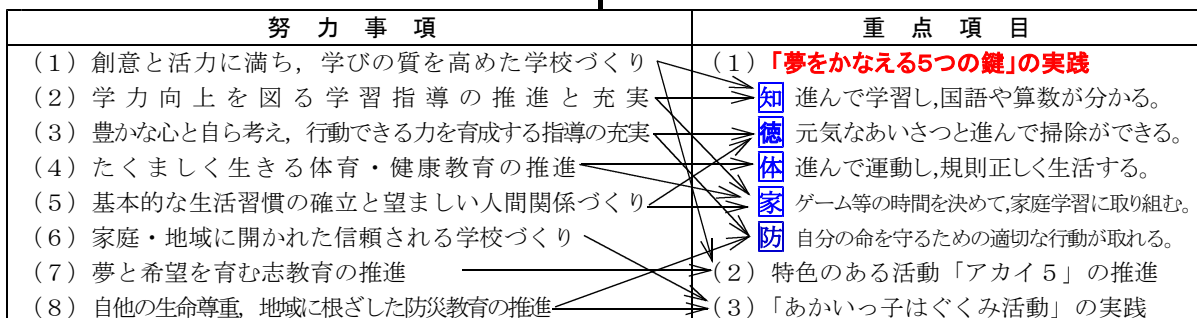 努力事項
重点項目
(1)創意と活力に満ち，学びの質を高めた学校づくり
(1)「夢をかなえる5つの鍵」の実践
(2)学力向上を図る学習指導の推進と充実
知 進んで学習し,国語や算数が分かる。
(3)豊かな心と自ら考え，行動できる力を育成する指導の充実
徳 元気なあいさつと進んで掃除ができる。
(4)たくましく生きる体育・健康教育の推進
体 進んで運動し,規則正しく生活する。
(5)基本的な生活習慣の確立と望ましい人間関係づくり
家 ゲーム等の時間を決めて,家庭学習に取り組む。
(6)家庭・地域に開かれた信頼される学校づくり
防 自分の命を守るための適切な行動が取れる。
(7)夢と希望を育む志教育の推進
(2)特色のある活動「アカイ５」の推進
(8)自他の生命尊重，地域に根ざした防災教育の推進
(3)「あかいっ子はぐくみ活動」の実践